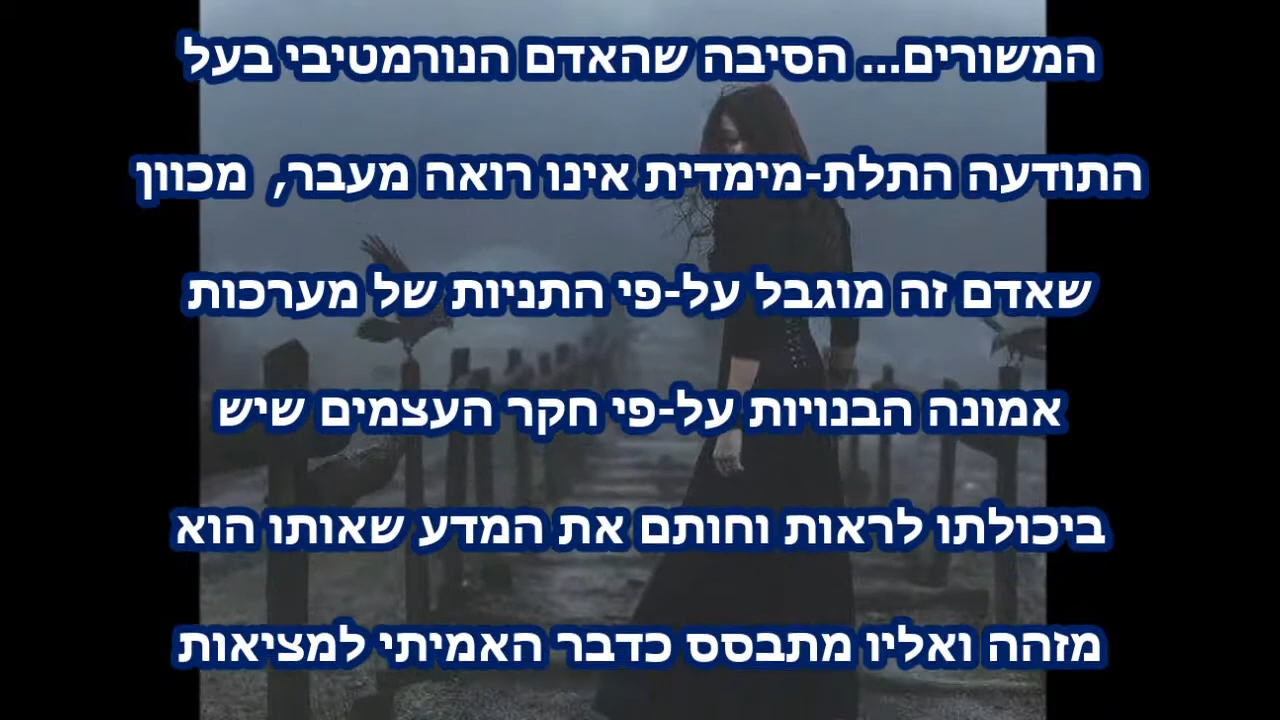 המשורים... הסיבה שהאדם הנורמטיבי בעל
התודעה התלת-מימדית אינו רואה מעבר, מכוון
שאדם זה מוגבל על-פי התניות של מערכות
אמונה הבנויות על-פי חקר העצמים שיש
ביכולתו לראות וחותם את המדע שאותו הוא
מזהה ואליו מתבסס כדבר האמיתי למציאות